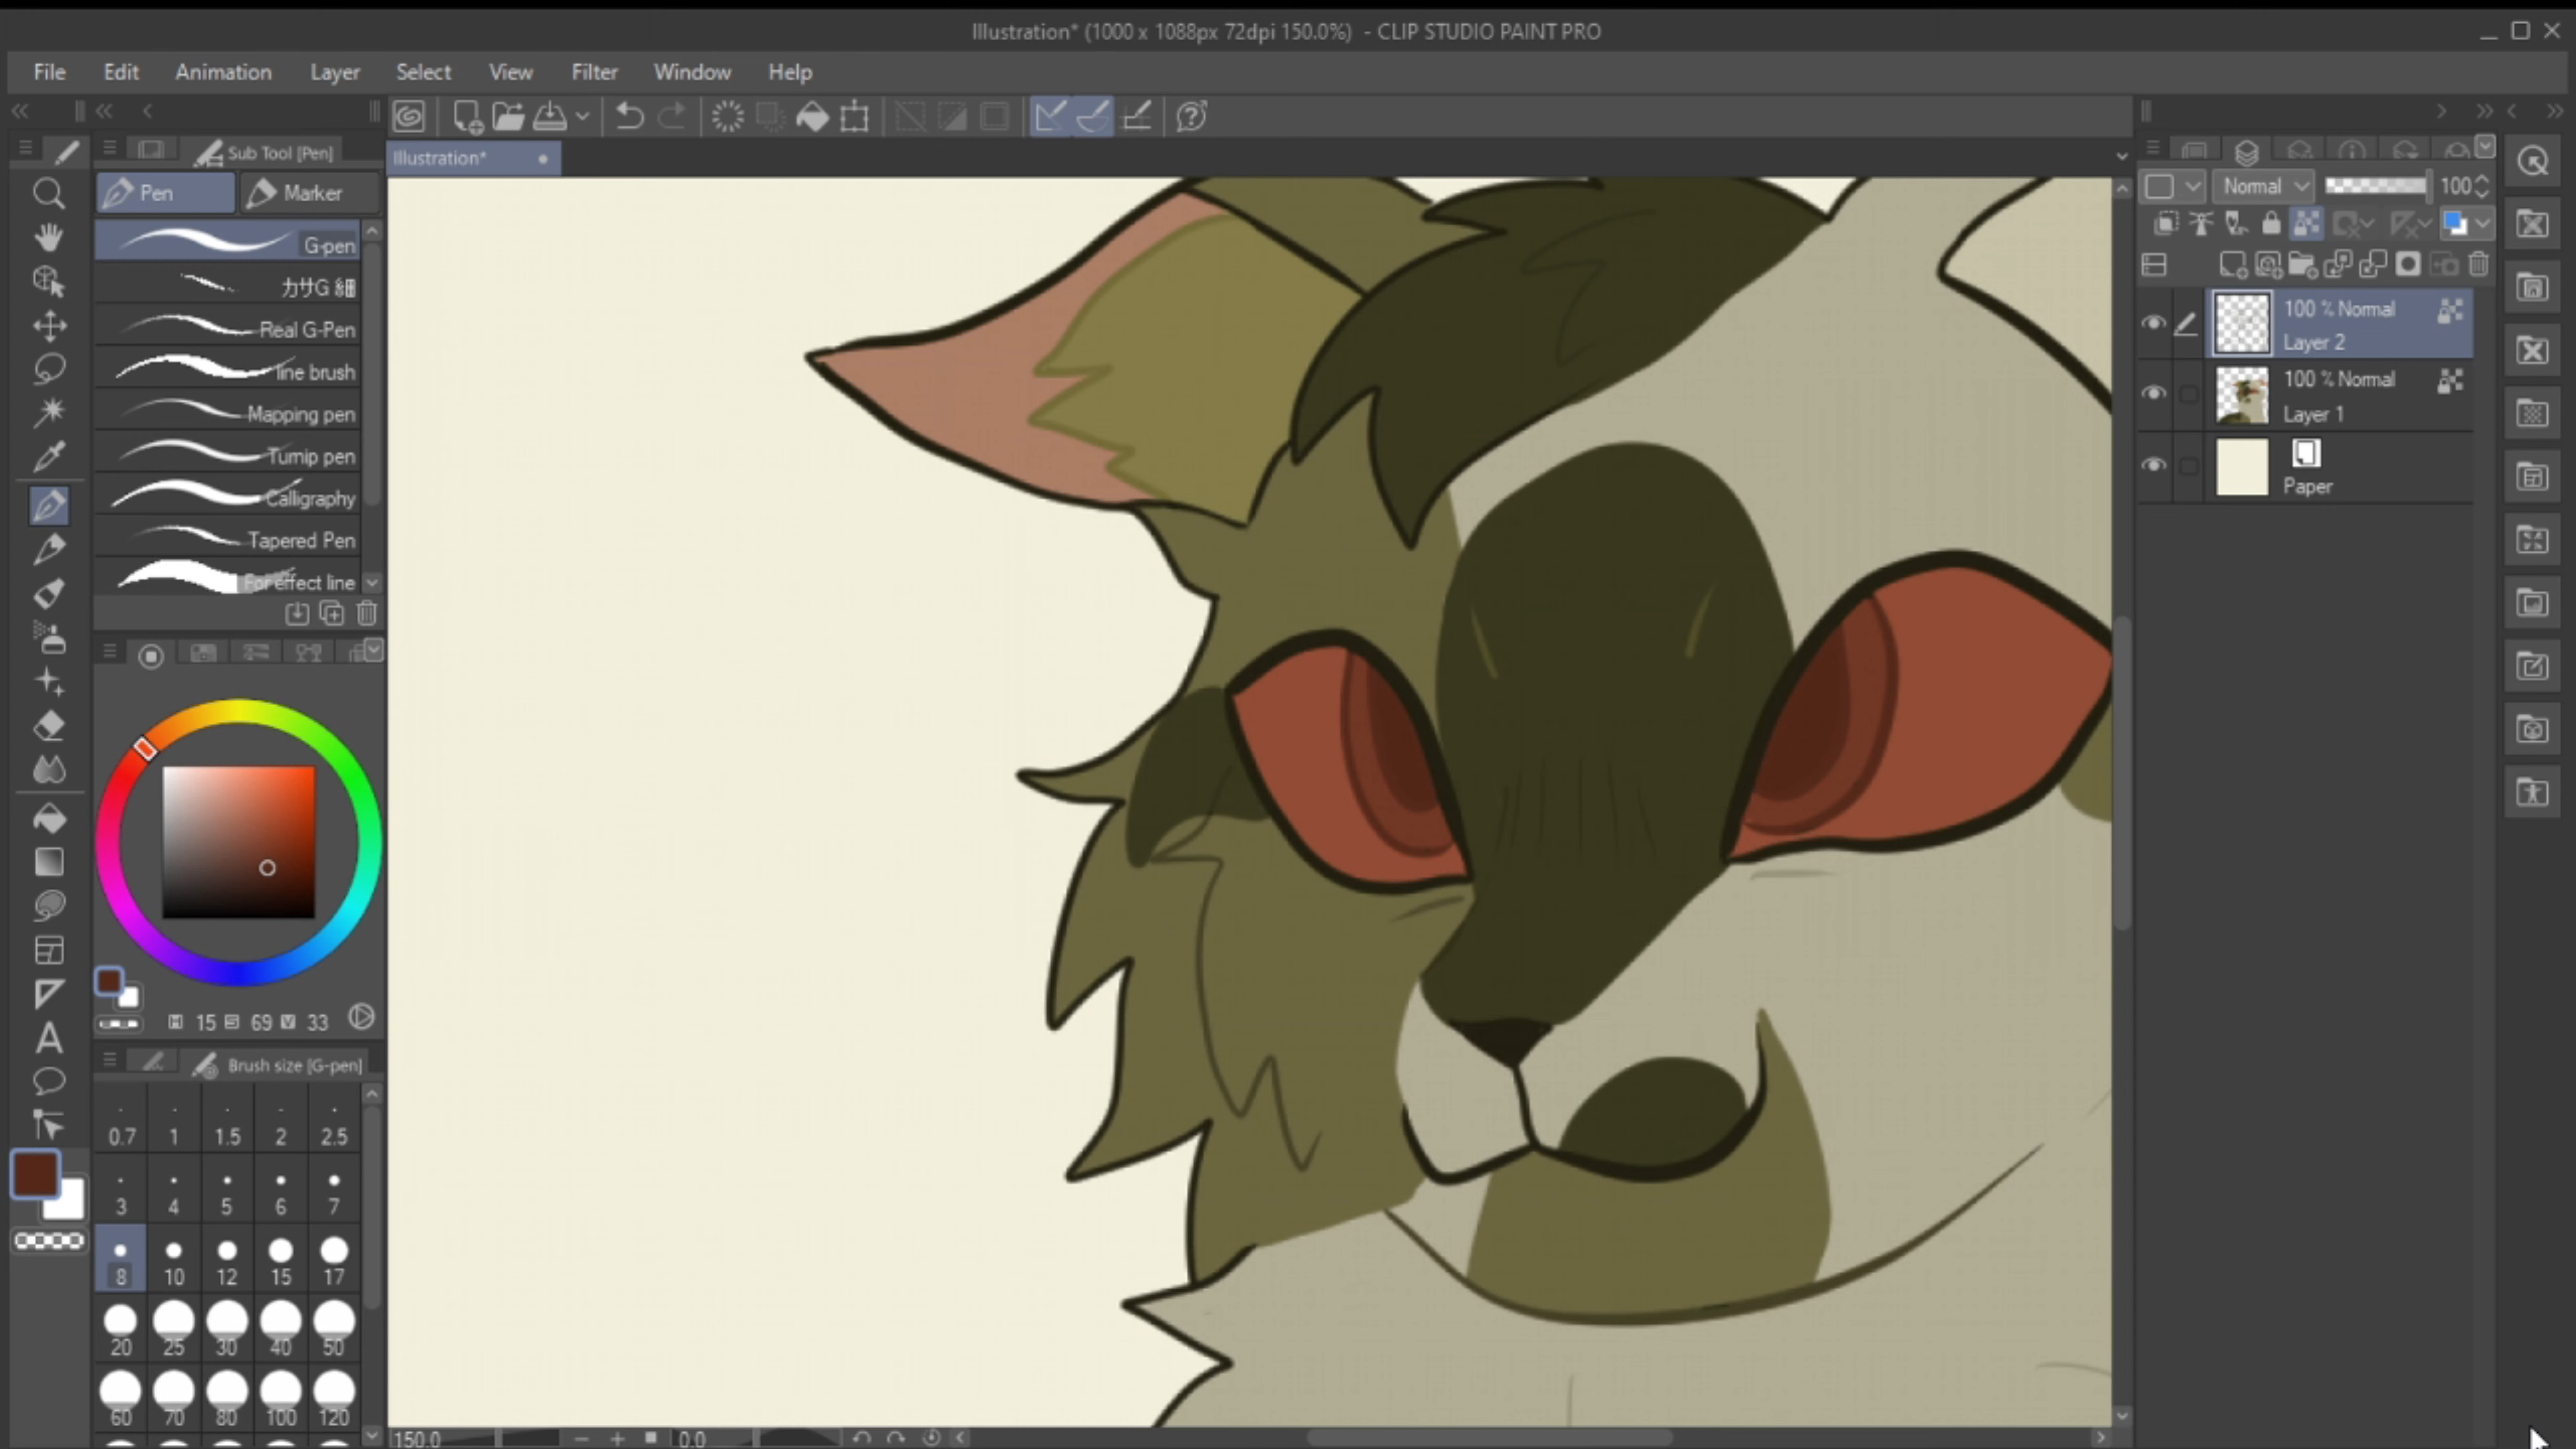 Illustration* (1000 x 1088px 72dpi 150.0%) - CLIP STUDIO PAINT PRO
File Edit Animation Layer Select View Filter Window Help
Illustration*
Sub Tool [Pen]
Pen Marker
G-pen
カサG 細
Real G-Pen
line brush
Mapping pen
Turnip pen
Calligraphy
Tapered Pen
For effect line
H 15 S 69 V 33
Brush size [G-pen]
0.7 1 1.5 2 2.5
3 4 5 6 7
8 10 12 15 17
20 25 30 40 50
60 70 80 100 120
150.0 0.0
Normal 100
100 % Normal
Layer 2
100 % Normal
Layer 1
Paper